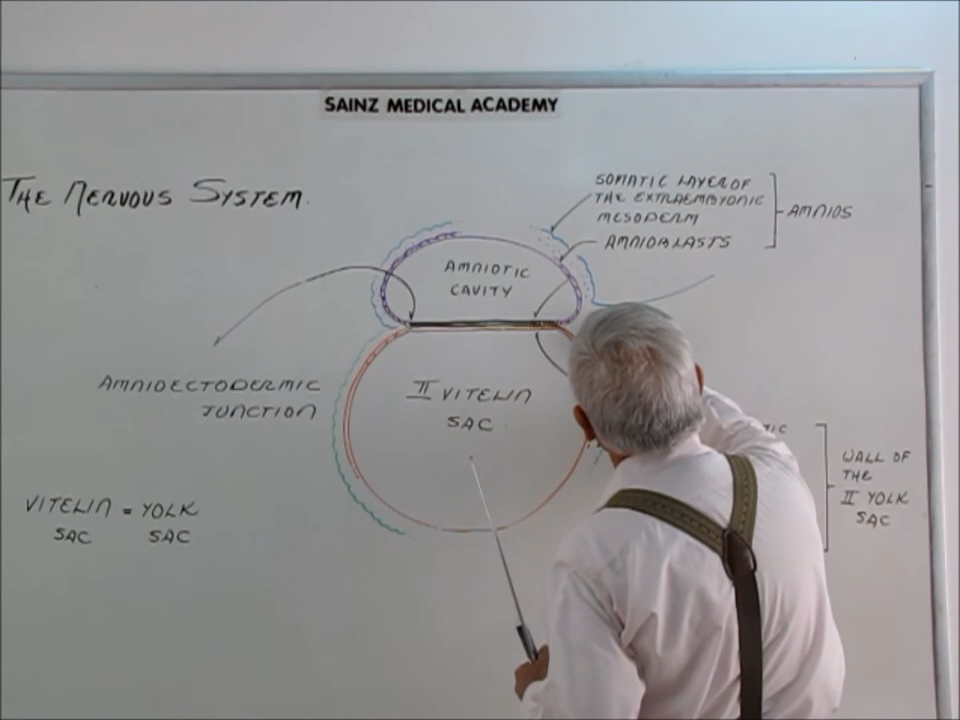 SAINZ MEDICAL ACADEMY
THE NERVOUS SYSTEM
SOMATIC LAYER OF
THE EXTRAEMBYONIC
MESODERM
AMNIOBLASTS
AMNIOS
AMNIOTIC
CAVITY
AMNIOECTODERMIC
JUNCTION
II VITELIN
SAC
VITELIN = YOLK
SAC SAC
WALL OF
THE
II YOLK
SAC